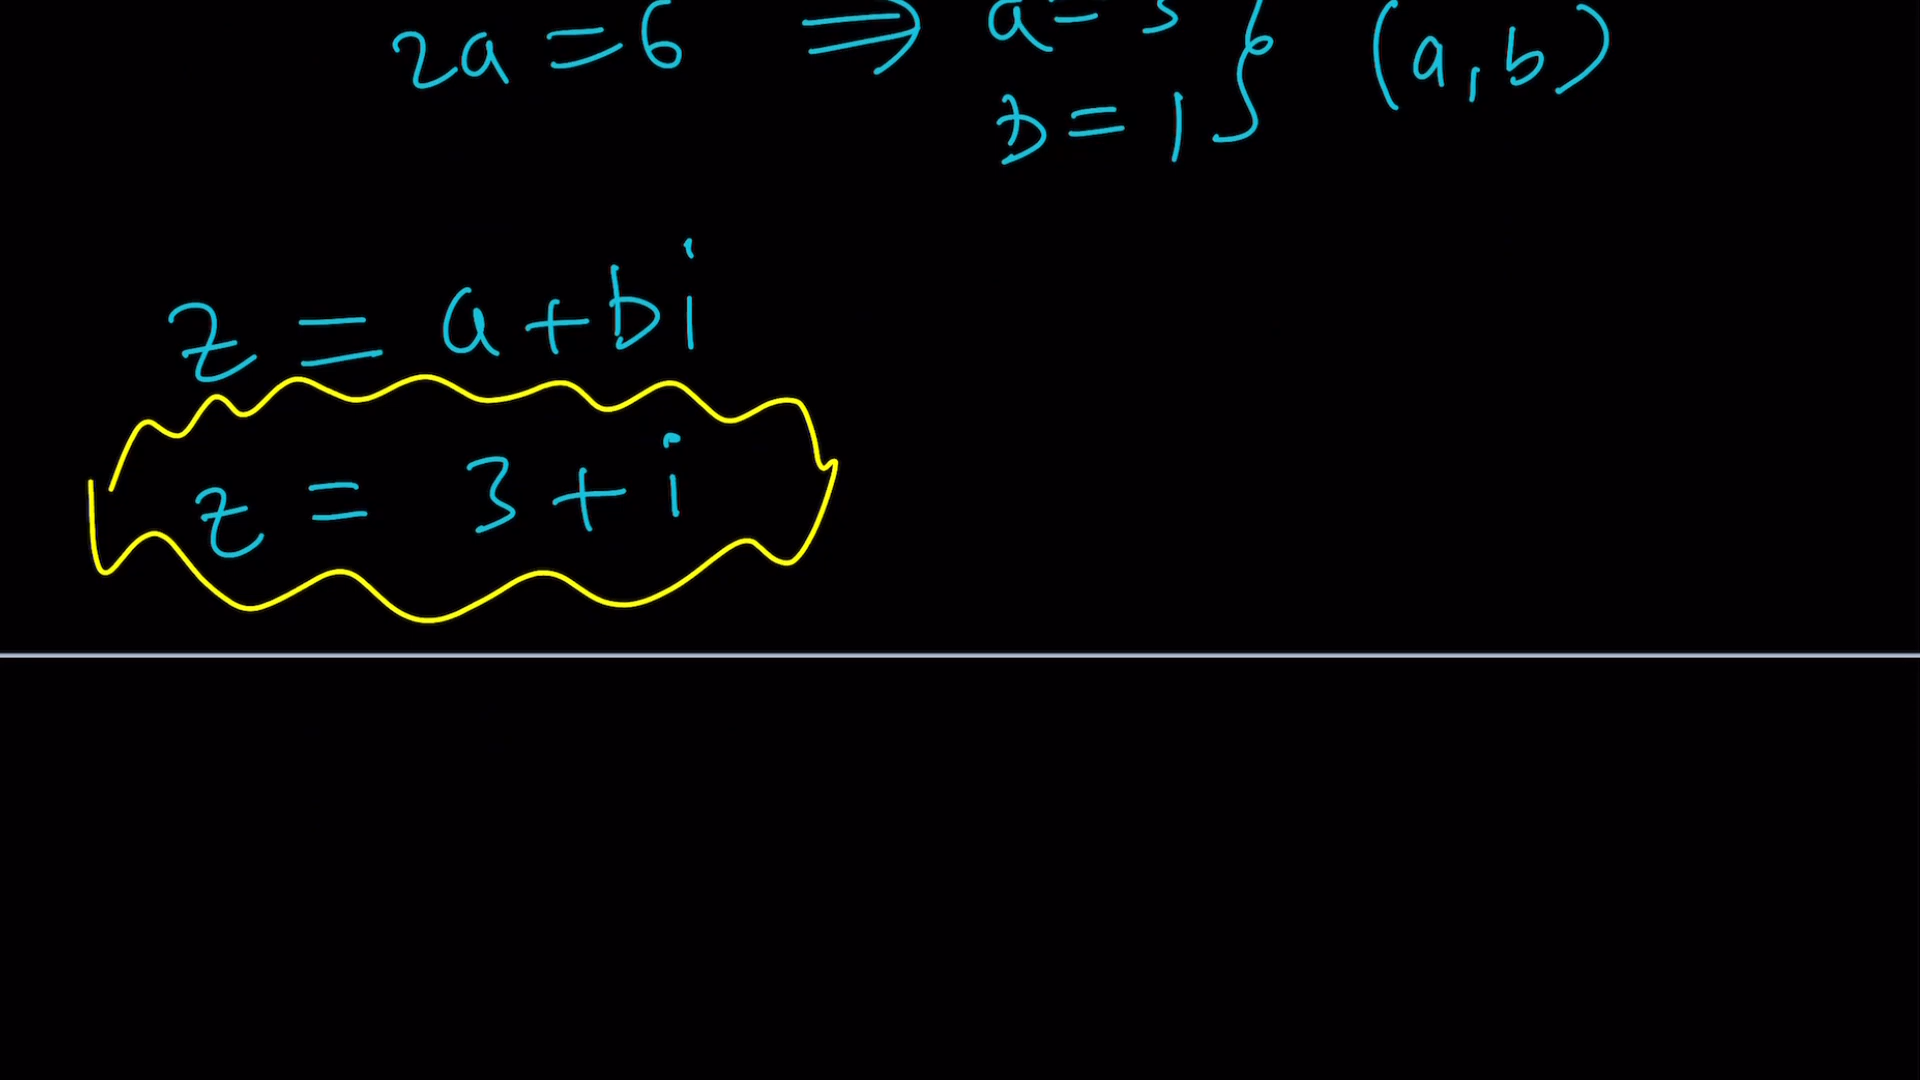 2a = 6 ⟹ a = 3 } (a, b)
b = 1
z = a + bi
z = 3 + i